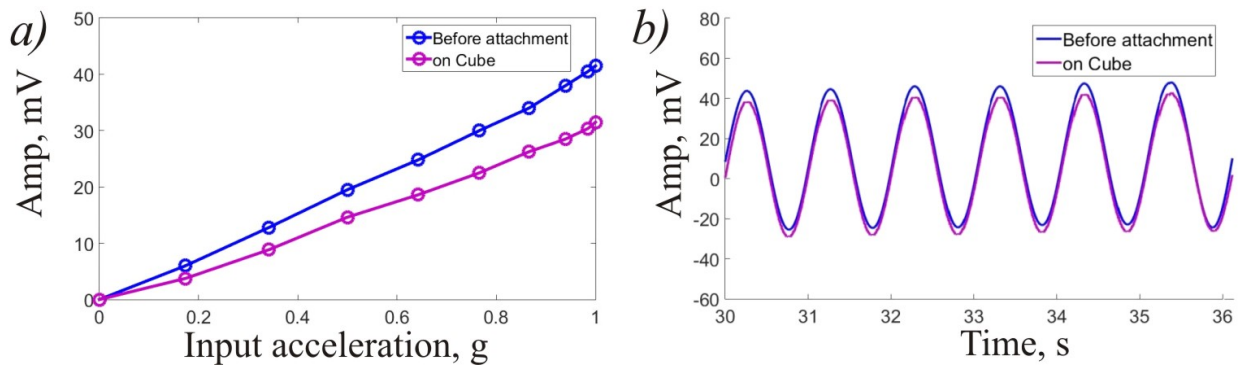 a)
Amp, mV
50
40
30
20
10
0
Before attachment
on Cube
0 0.2 0.4 0.6 0.8 1
Input acceleration, g
b)
Amp, mV
80
60
40
20
0
-20
-40
-60
Before attachment
on Cube
30 31 32 33 34 35 36
Time, s